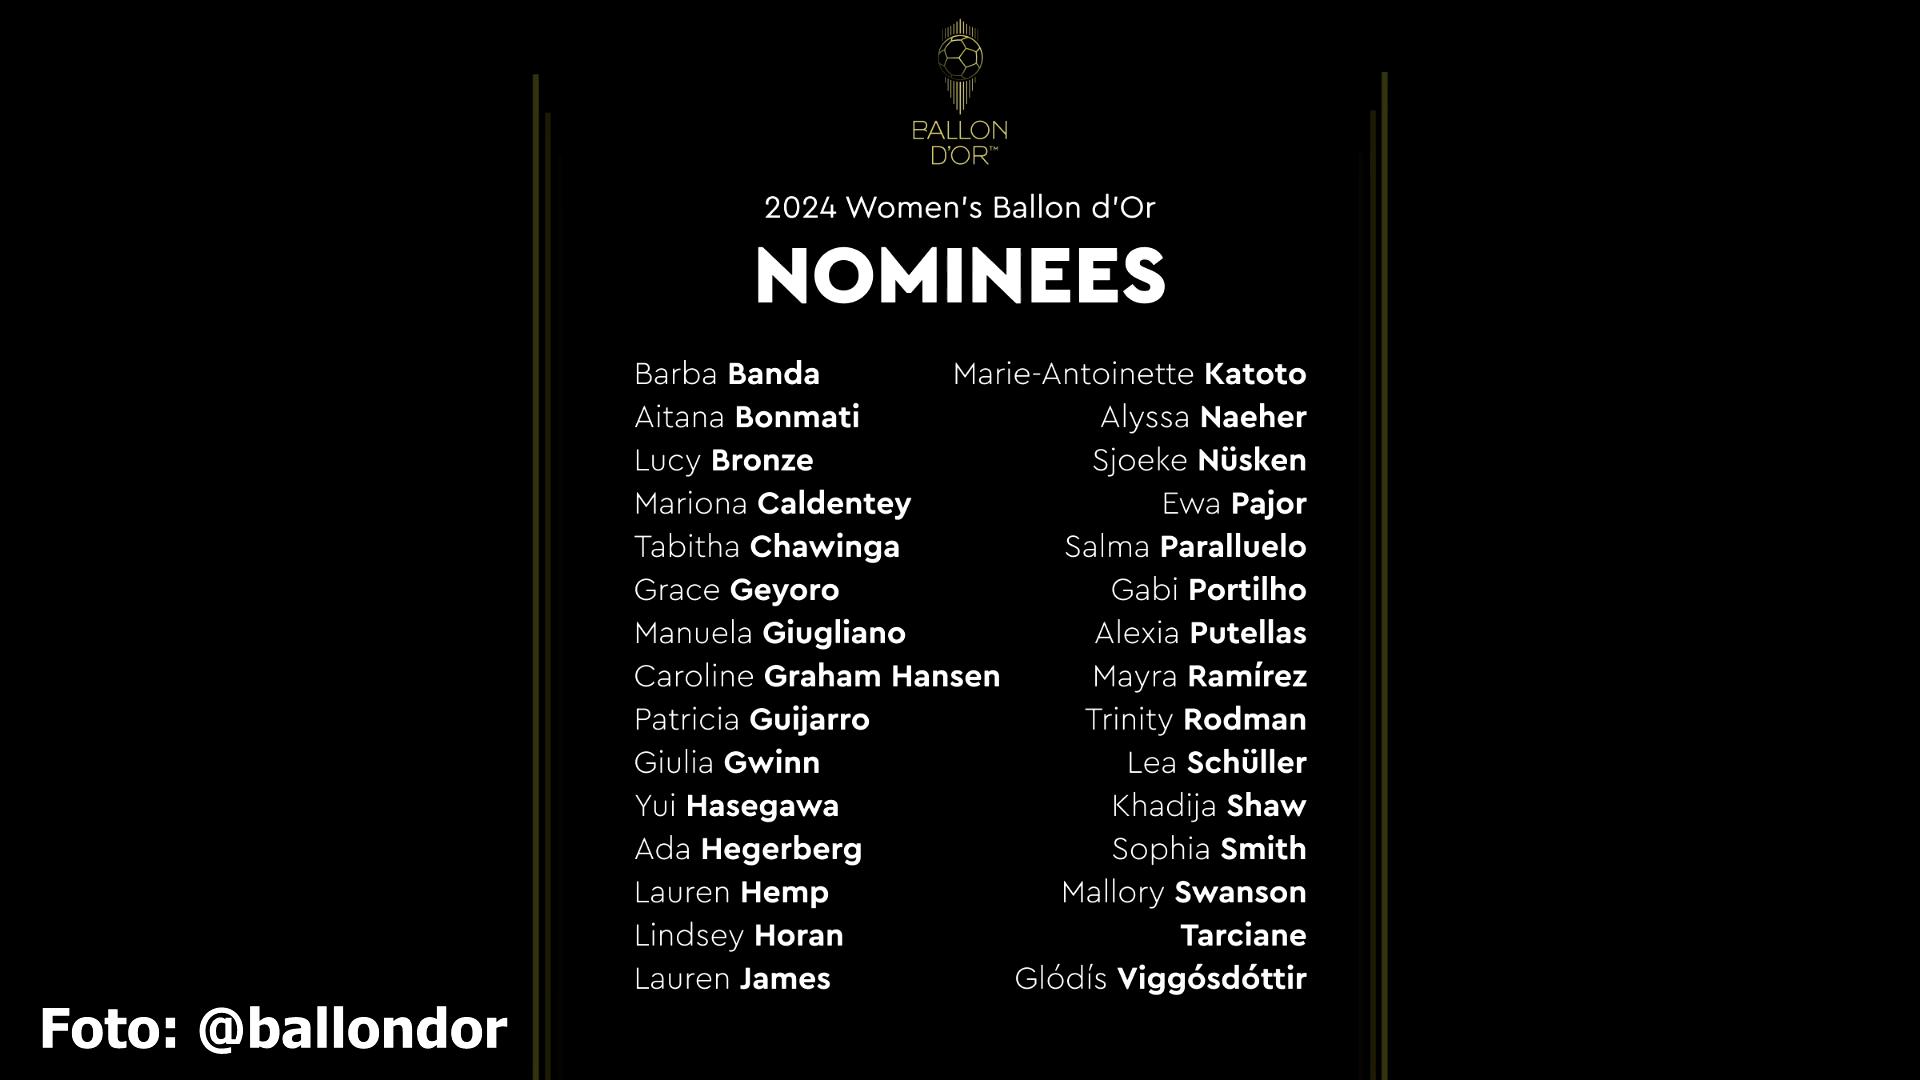 BALLON
D'OR™
2024 Women's Ballon d'Or
NOMINEES
Barba Banda
Aitana Bonmati
Lucy Bronze
Mariona Caldentey
Tabitha Chawinga
Grace Geyoro
Manuela Giugliano
Caroline Graham Hansen
Patricia Guijarro
Giulia Gwinn
Yui Hasegawa
Ada Hegerberg
Lauren Hemp
Lindsey Horan
Lauren James
Marie-Antoinette Katoto
Alyssa Naeher
Sjoeke Nüsken
Ewa Pajor
Salma Paralluelo
Gabi Portilho
Alexia Putellas
Mayra Ramírez
Trinity Rodman
Lea Schüller
Khadija Shaw
Sophia Smith
Mallory Swanson
Tarciane
Glódís Viggósdóttir
Foto: @ballondor